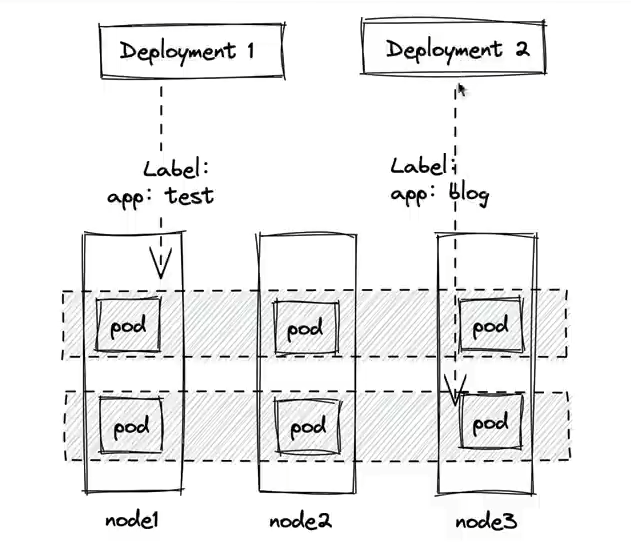 Deployment 1
Deployment 2
Label:
app: test
Label:
app: blog
pod
pod
pod
pod
pod
pod
node1
node2
node3